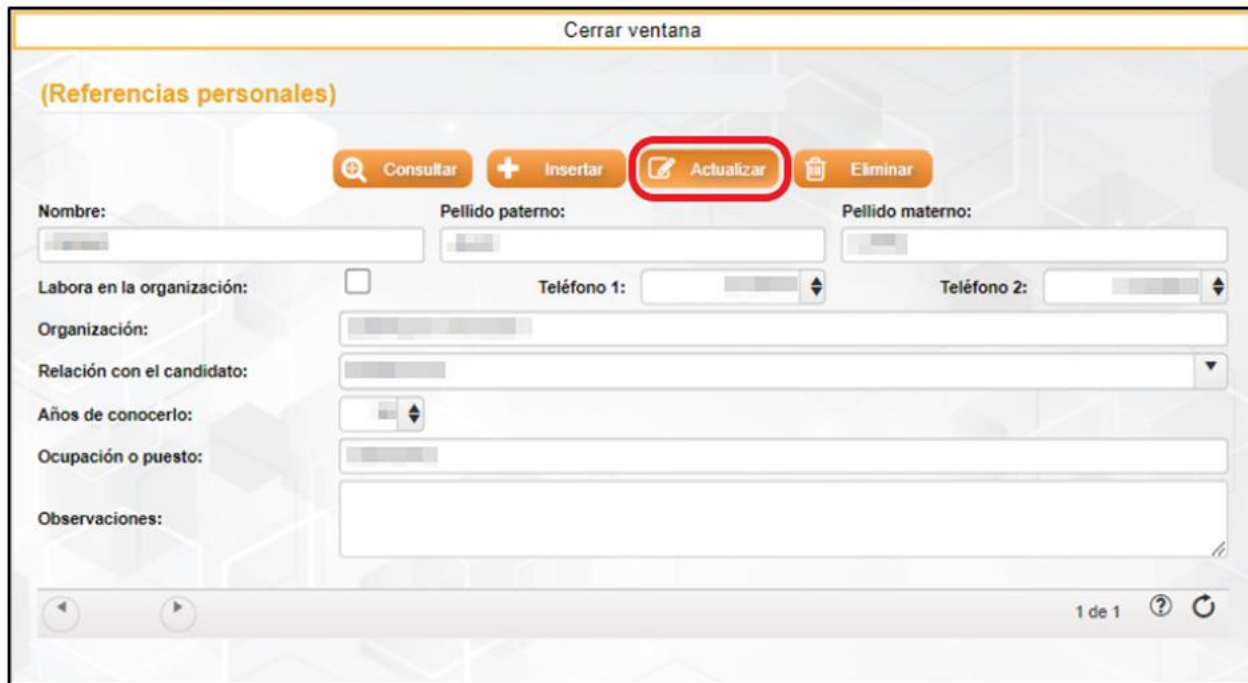 Cerrar ventana
(Referencias personales)
Consultar Insertar Actualizar Eliminar
Nombre: Pellido paterno: Pellido materno:
Labora en la organización: Teléfono 1: Teléfono 2:
Organización:
Relación con el candidato:
Años de conocerlo:
Ocupación o puesto:
Observaciones:
1 de 1